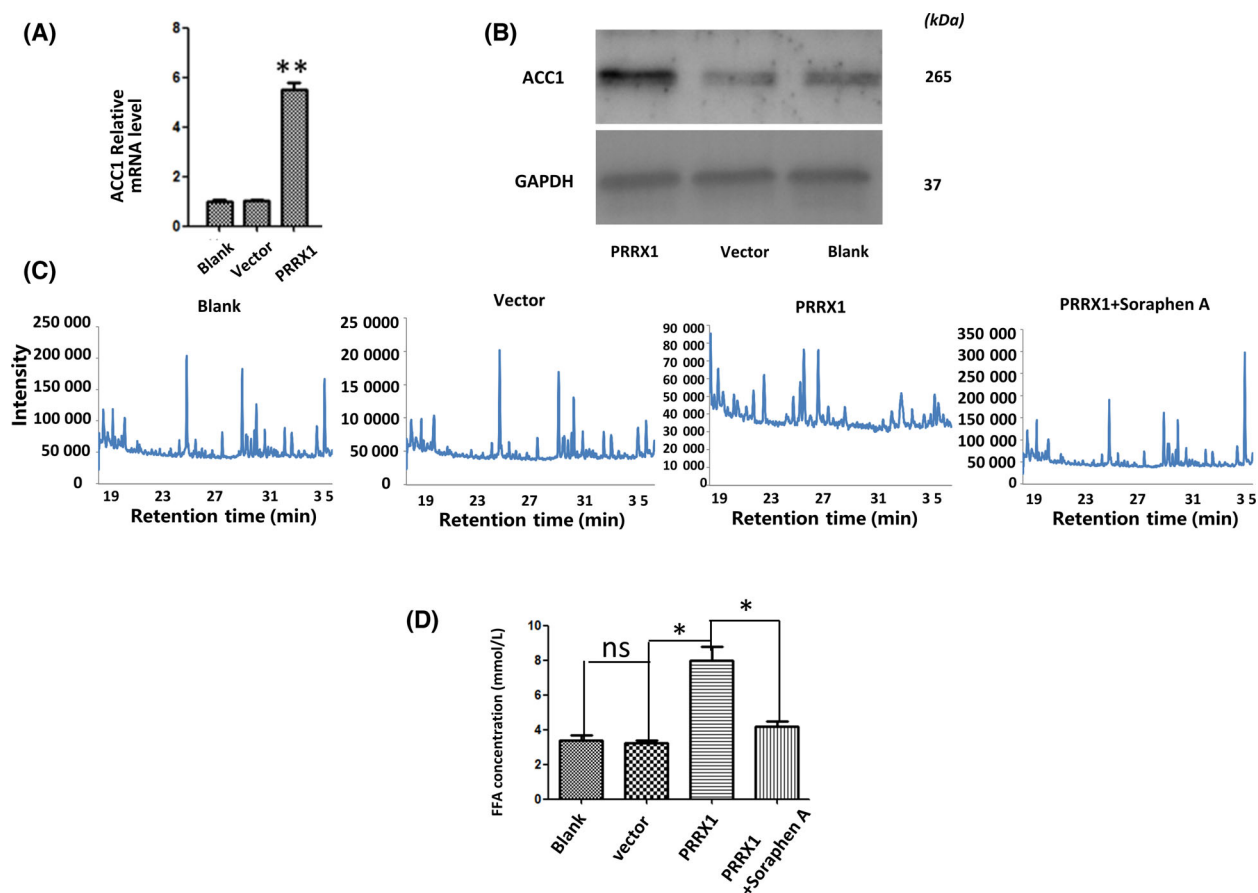 (A)
ACC1 Relative
mRNA level
8
6
4
2
0
**
Blank
Vector
PRRX1
(B)
(kDa)
ACC1
265
GAPDH
37
PRRX1 Vector Blank
(C)
Blank
Intensity
250 000
200 000
150 000
100 000
50 000
0
19 23 27 31 3 5
Retention time (min)
Vector
25 0000
20 0000
15 0000
10 0000
5 0000
0
19 23 27 31 35
Retention time (min)
PRRX1
90 000
80 000
70 000
60 000
50 000
40 000
30 000
20 000
10 000
0
19 23 27 31 3 5
Retention time (min)
PRRX1+Soraphen A
350 000
300 000
250 000
200 000
150 000
100 000
50 000
0
19 23 27 31 3 5
Retention time (min)
(D)
FFA concentration (mmol/L)
10
8
6
4
2
0
ns
*
*
Blank
vector
PRRX1
PRRX1
+Soraphen A